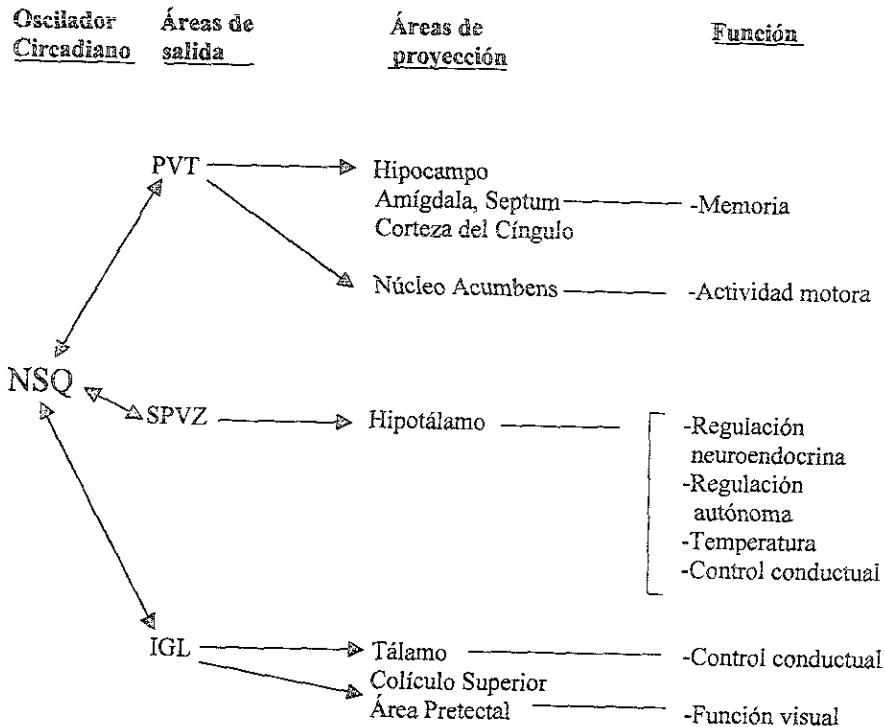 Oscilador Áreas de Áreas de Función
Circadiano salida proyección
PVT Hipocampo
Amígdala, Septum -Memoria
Corteza del Cíngulo
Núcleo Acumbens -Actividad motora
NSQ
SPVZ Hipotálamo -Regulación
neuroendocrina
-Regulación
autónoma
-Temperatura
-Control conductual
IGL Tálamo -Control conductual
Colículo Superior
Área Pretectal -Función visual